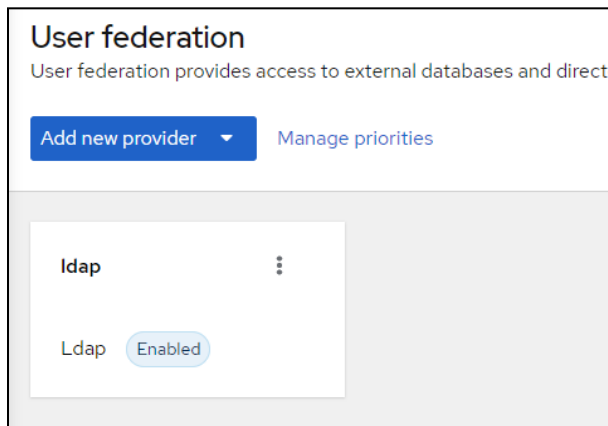 User federation
User federation provides access to external databases and direct
Add new provider Manage priorities
ldap
Ldap Enabled